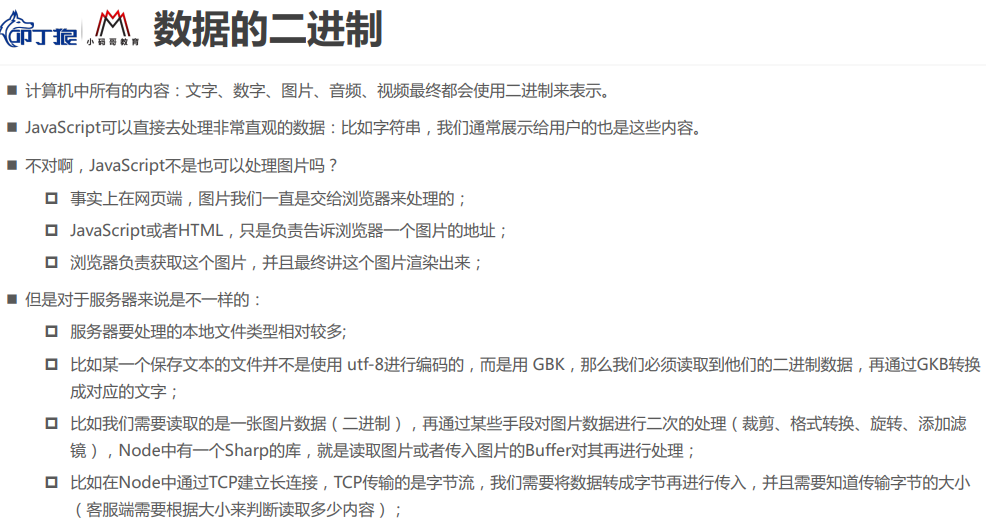 叩丁狼
小码哥教育
数据的二进制
■ 计算机中所有的内容：文字、数字、图片、音频、视频最终都会使用二进制来表示。
■ JavaScript可以直接去处理非常直观的数据：比如字符串，我们通常展示给用户的也是这些内容。
■ 不对啊，JavaScript不是也可以处理图片吗？
事实上在网页端，图片我们一直是交给浏览器来处理的；
JavaScript或者HTML，只是负责告诉浏览器一个图片的地址；
浏览器负责获取这个图片，并且最终讲这个图片渲染出来；
■ 但是对于服务器来说是不一样的：
服务器要处理的本地文件类型相对较多;
比如某一个保存文本的文件并不是使用 utf-8进行编码的，而是用 GBK，那么我们必须读取到他们的二进制数据，再通过GKB转换
成对应的文字；
比如我们需要读取的是一张图片数据（二进制），再通过某些手段对图片数据进行二次的处理（裁剪、格式转换、旋转、添加滤
镜），Node中有一个Sharp的库，就是读取图片或者传入图片的Buffer对其再进行处理；
比如在Node中通过TCP建立长连接，TCP传输的是字节流，我们需要将数据转成字节再进行传入，并且需要知道传输字节的大小
（客服端需要根据大小来判断读取多少内容）；